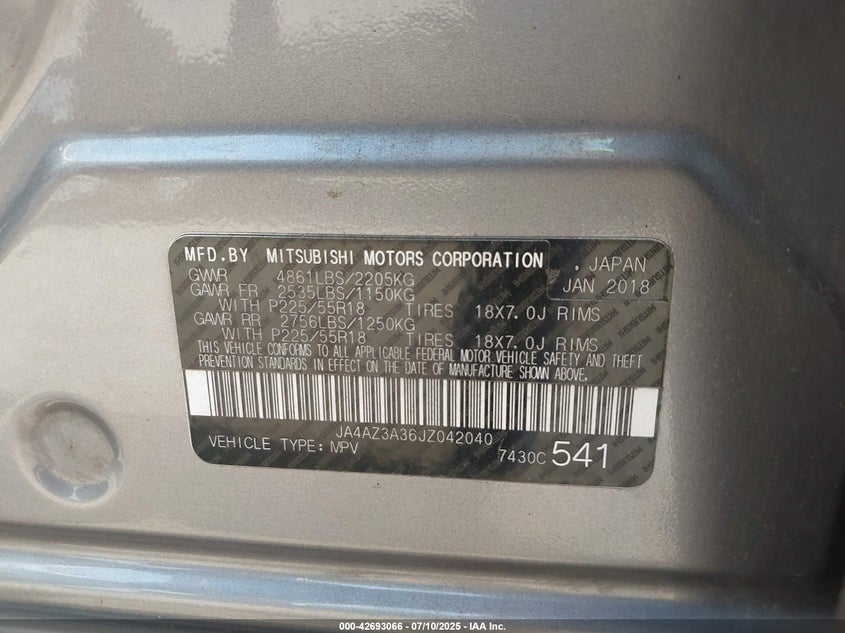 MFD.BY MITSUBISHI MOTORS CORPORATION , JAPAN
GVWR 4861LBS/2205KG JAN 2018
GAWR FR 2535LBS/1150KG
WITH P225/55R18 TIRES 18X7.0J RIMS
GAWR RR 2756LBS/1250KG
WITH P225/55R18 TIRES 18X7.0J RIMS
THIS VEHICLE CONFORMS TO ALL APPLICABLE FEDERAL MOTOR VEHICLE SAFETY AND THEFT
PREVENTION STANDARDS IN EFFECT ON THE DATE OF MANUFACTURE SHOWN ABOVE.
JA4AZ3A36JZ042040
VEHICLE TYPE: MPV 7430C 541
000-42693066 / 07/10/2025 - IAA Inc.